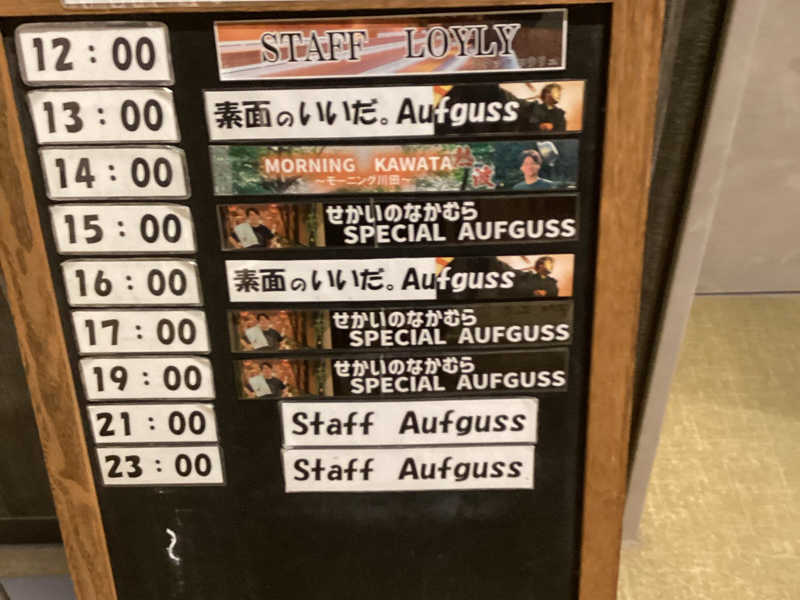 12:00 STAFF LOYLY
13:00 素面のいいだ。Aufguss
14:00 MORNING KAWATA
〜モーニング川田〜
15:00 せかいのなかむら
SPECIAL AUFGUSS
16:00 素面のいいだ。Aufguss
17:00 せかいのなかむら
SPECIAL AUFGUSS
19:00 せかいのなかむら
SPECIAL AUFGUSS
21:00 Staff Aufguss
23:00 Staff Aufguss